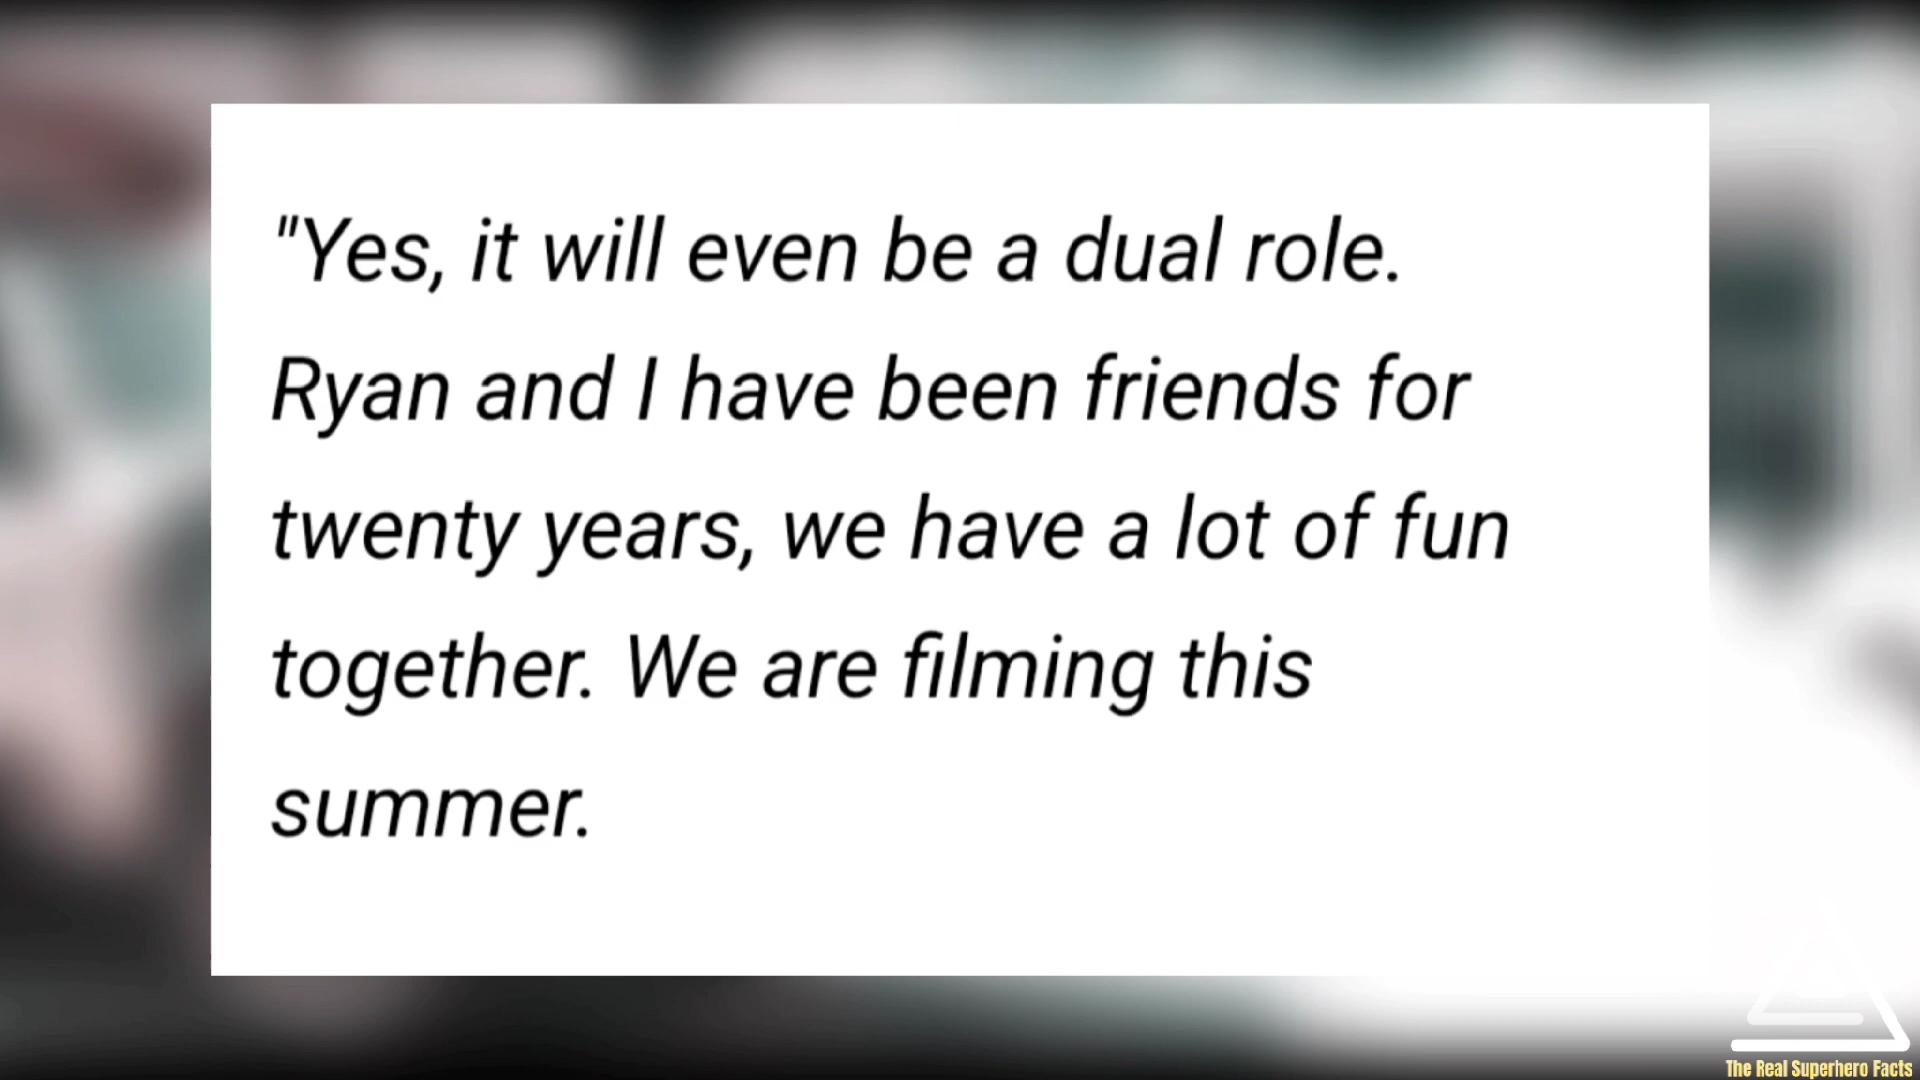 "Yes, it will even be a dual role.
Ryan and I have been friends for
twenty years, we have a lot of fun
together. We are filming this
summer.
The Real Superhero Facts